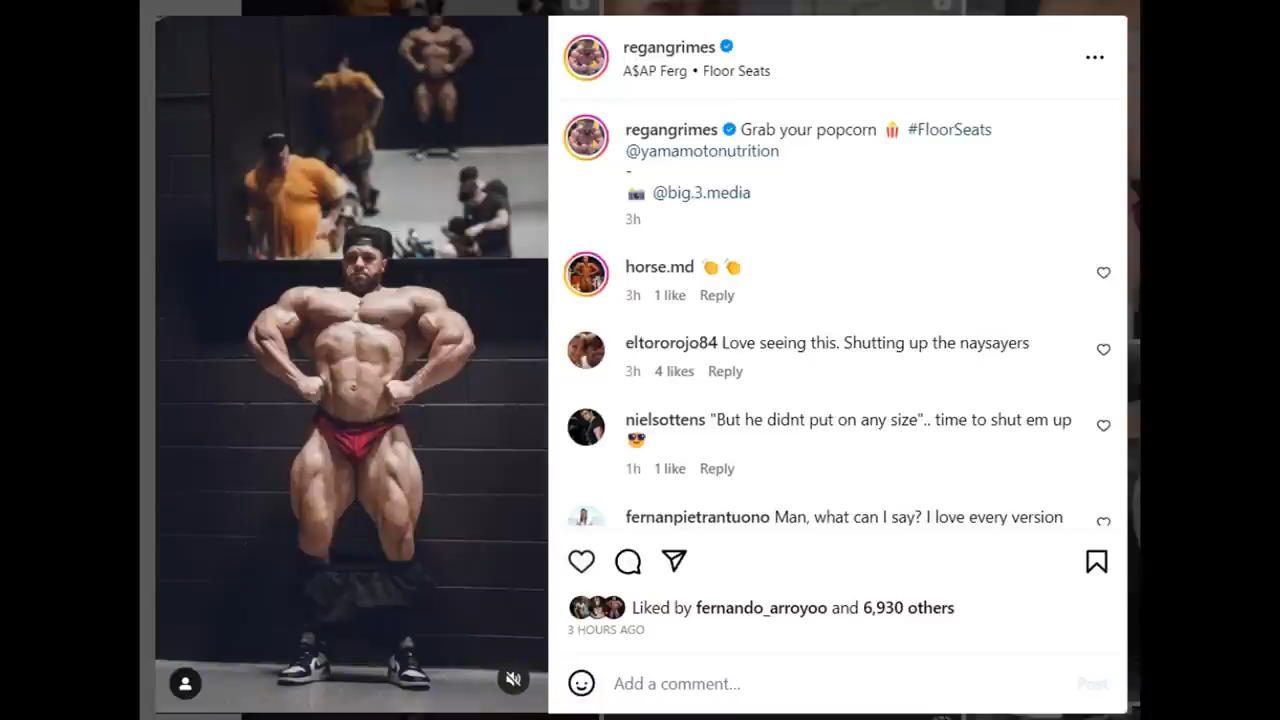 regangrimes
A$AP Ferg • Floor Seats
regangrimes Grab your popcorn 🍿 #FloorSeats
@yamamotonutrition
-
📸 @big.3.media
3h
horse.md 👏 👏
3h 1 like Reply
eltororojo84 Love seeing this. Shutting up the naysayers
3h 4 likes Reply
nielsottens "But he didnt put on any size".. time to shut em up
😎
1h 1 like Reply
fernanpietrantuono Man, what can I say? I love every version
Liked by fernando_arroyoo and 6,930 others
3 HOURS AGO
Add a comment...
Post